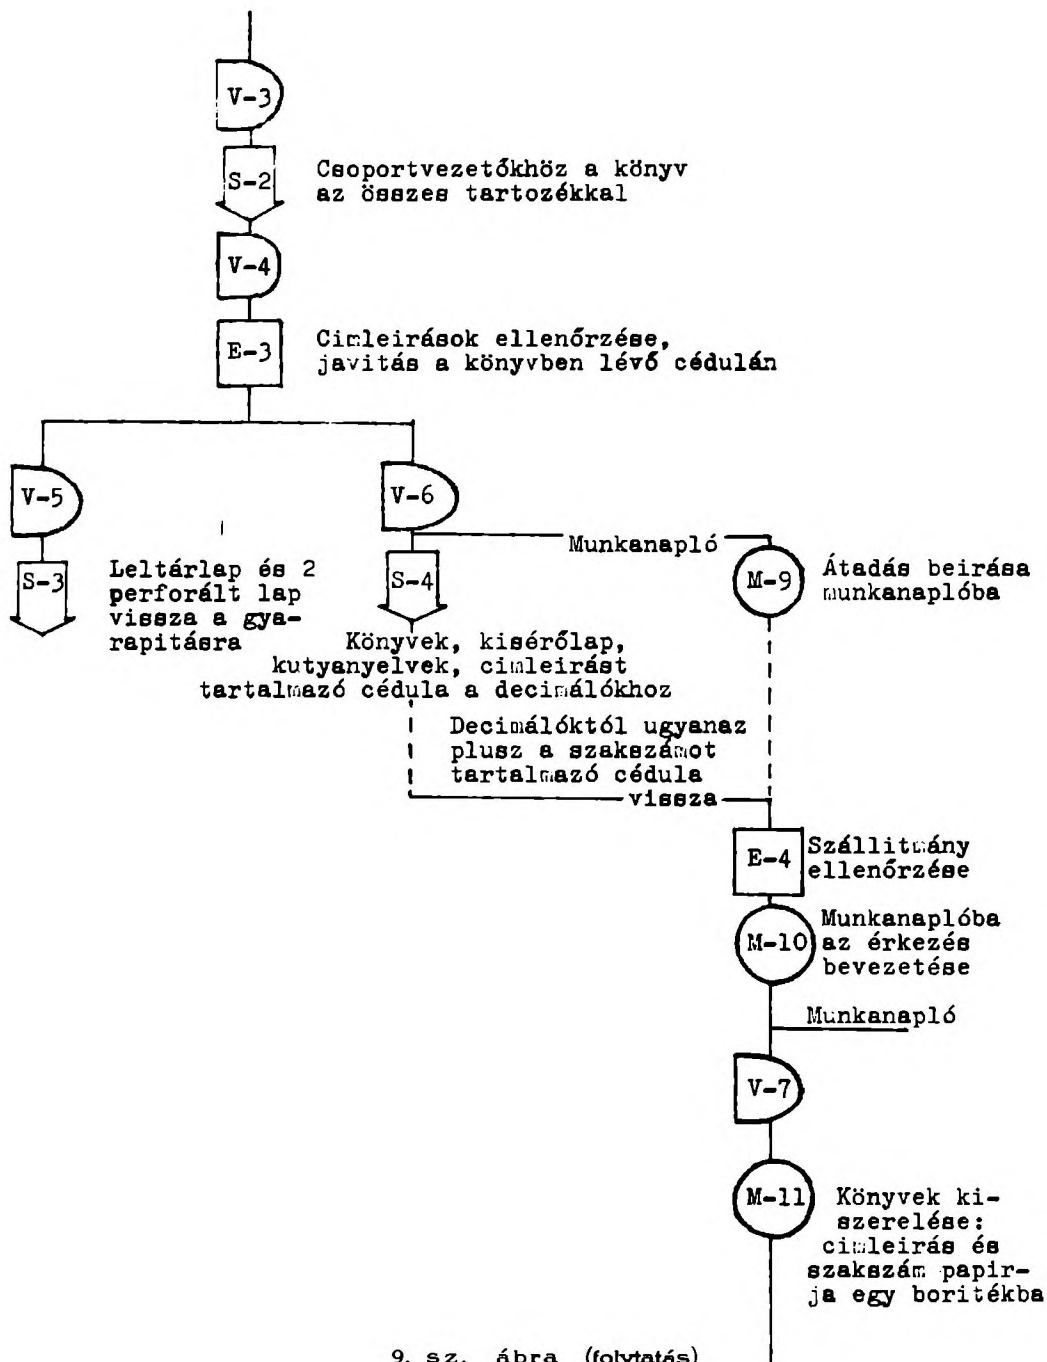 V-3
S-2
Csoportvezetőkhöz a könyv
az összes tartozékkal
V-4
E-3
Cimleirások ellenőrzése,
javitás a könyvben lévő cédulán
V-5
V-6
Munkanapló
S-3
Leltárlap és 2
perforált lap
vissza a gya-
rapitásra
S-4
M-9
Átadás beirása
munkanaplóba
Könyvek, kisérőlap,
kutyanyelvek, cimleirást
tartalmazó cédula a decimálókhoz
Decimálóktól ugyanaz
plusz a szakszámot
tartalmazó cédula
vissza
E-4
Szállitmány
ellenőrzése
M-10
Munkanaplóba
az érkezés
bevezetése
Munkanapló
V-7
M-11
Könyvek ki-
szerelése:
cimleirás és
szakszám papir-
ja egy boritékba
9. sz. ábra (folytatás)